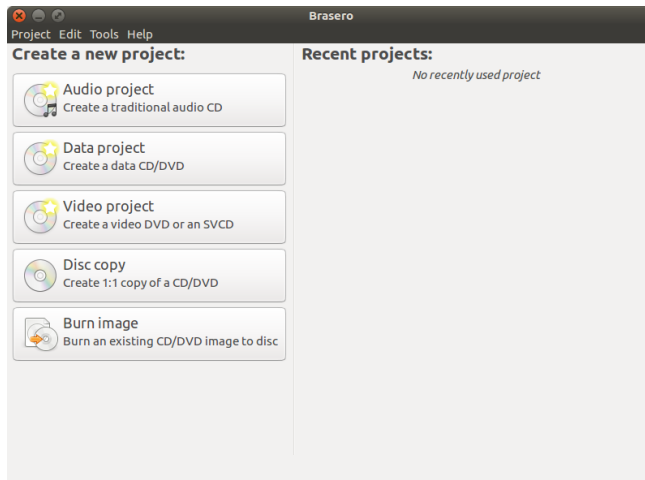 Brasero
Project Edit Tools Help
Create a new project:
Audio project
Create a traditional audio CD
Data project
Create a data CD/DVD
Video project
Create a video DVD or an SVCD
Disc copy
Create 1:1 copy of a CD/DVD
Burn image
Burn an existing CD/DVD image to disc
Recent projects:
No recently used project